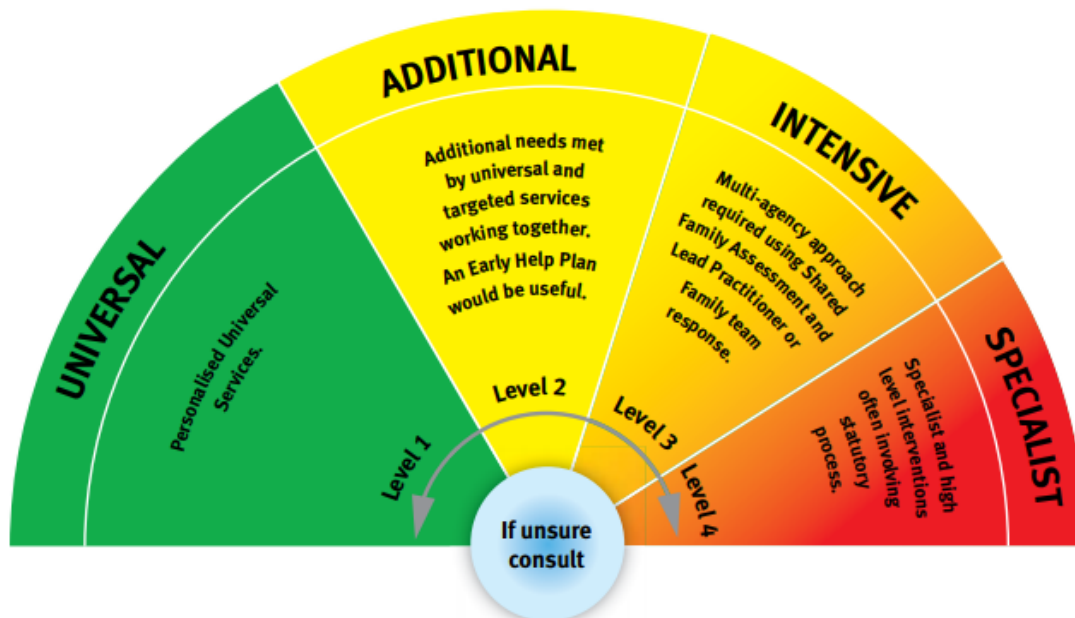 UNIVERSAL
Personalised Universal
Services.
Level 1
ADDITIONAL
Additional needs met
by universal and
targeted services
working together.
An Early Help Plan
would be useful.
Level 2
INTENSIVE
Multi-agency approach
required using Shared
Family Assessment and
Lead Practitioner or
Family team
response.
Level 3
SPECIALIST
Specialist and high
level interventions
often involving
statutory
process.
Level 4
If unsure
consult